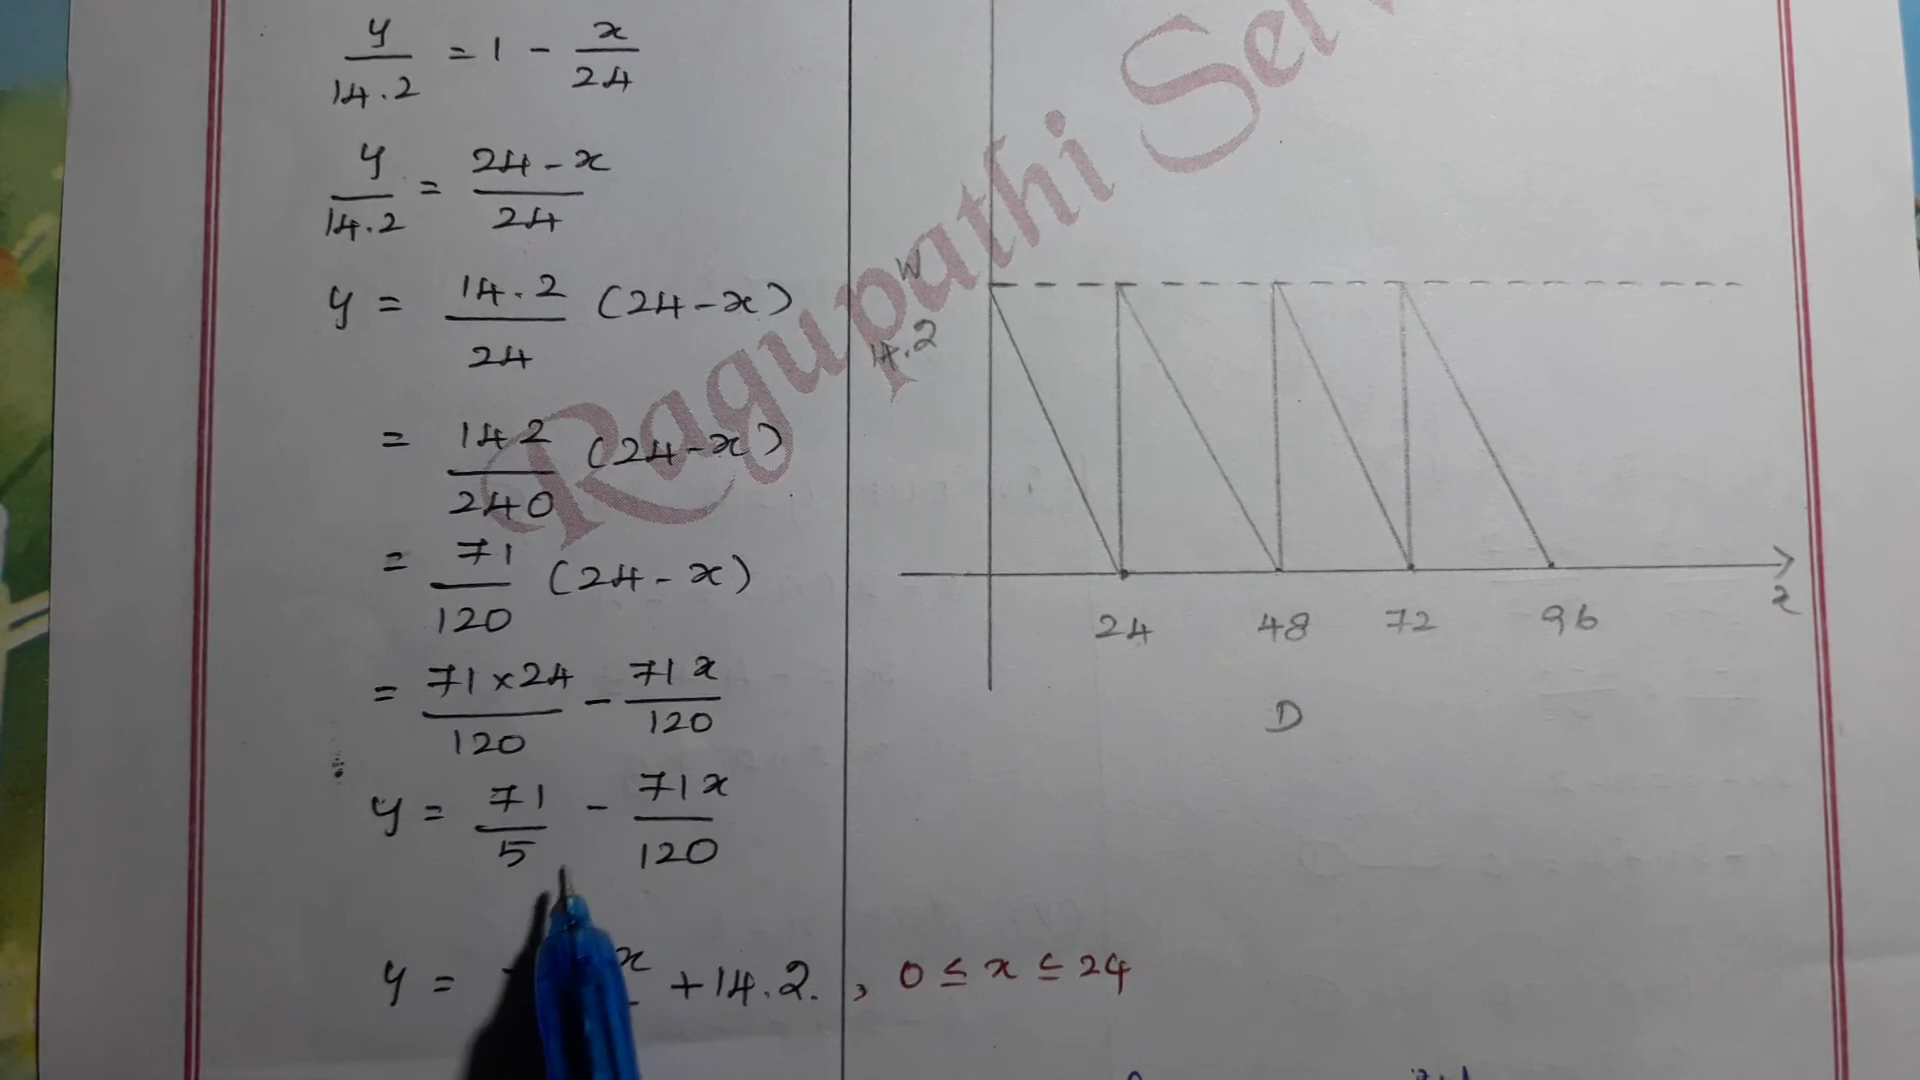 y/14.2 = 1 - x/24
y/14.2 = 24-x/24
y = 14.2/24 (24-x)
= 142/240 (24-x)
= 71/120 (24-x)
= 71×24/120 - 71x/120
y = 71/5 - 71x/120
y = x +14.2. , 0 ≤ x ≤ 24
W
14.2
24 48 72 96
x
D
Ragupathi